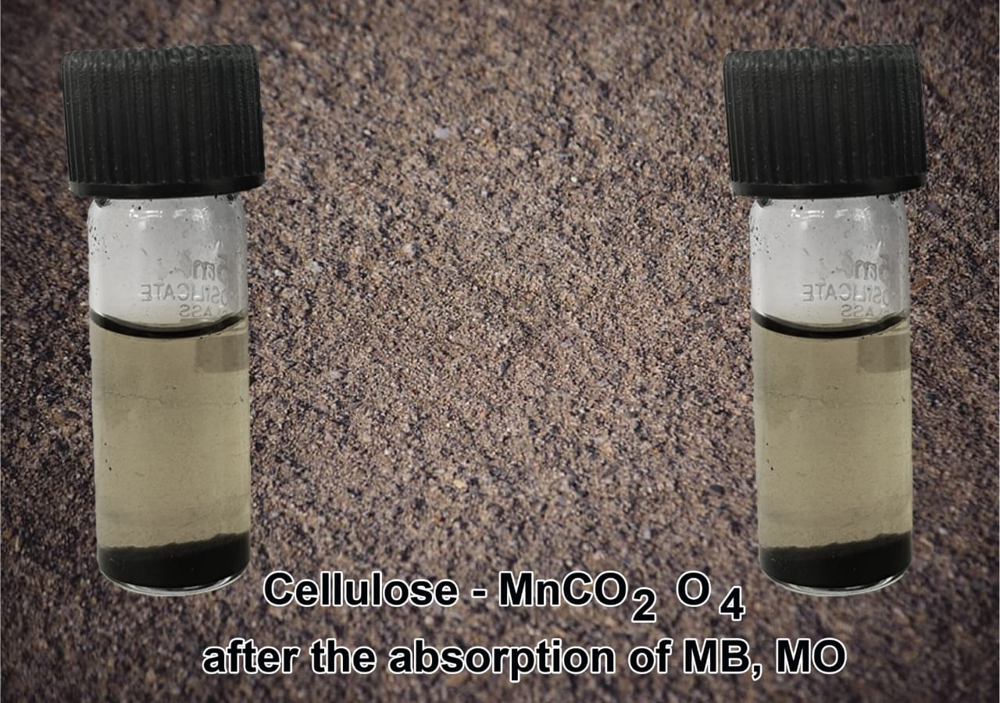 Cellulose - MnCO₂ O₄
after the absorption of MB, MO